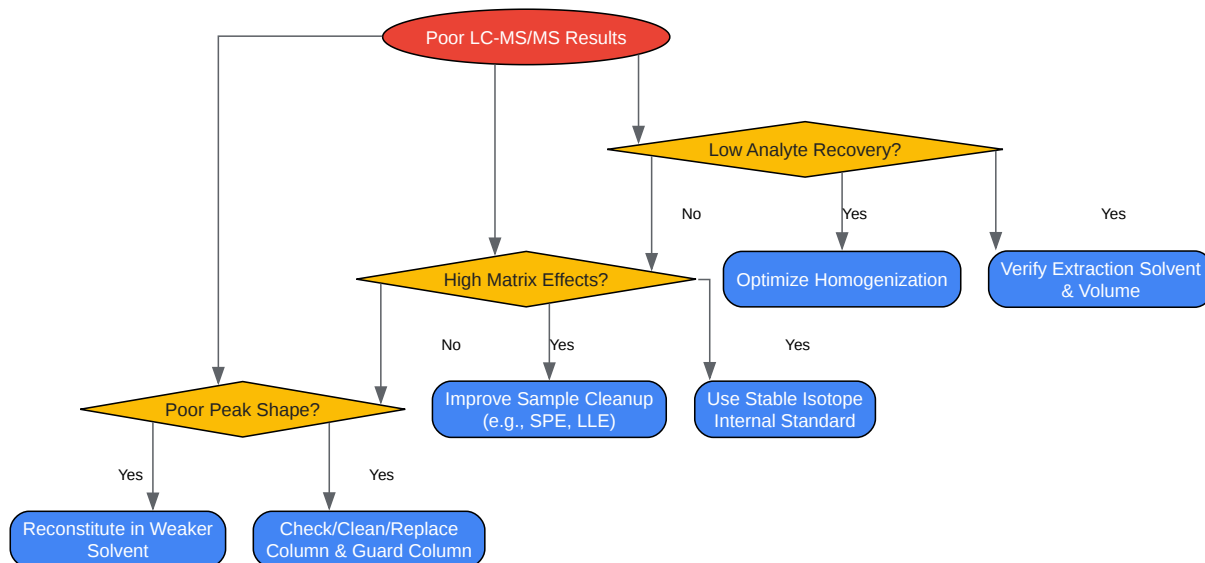 Poor LC-MS/MS Results
Low Analyte Recovery?
No
Yes
Yes
High Matrix Effects?
Optimize Homogenization
Verify Extraction Solvent
& Volume
No
Yes
Yes
Poor Peak Shape?
Improve Sample Cleanup
(e.g., SPE, LLE)
Use Stable Isotope
Internal Standard
Yes
Yes
Reconstitute in Weaker
Solvent
Check/Clean/Replace
Column & Guard Column